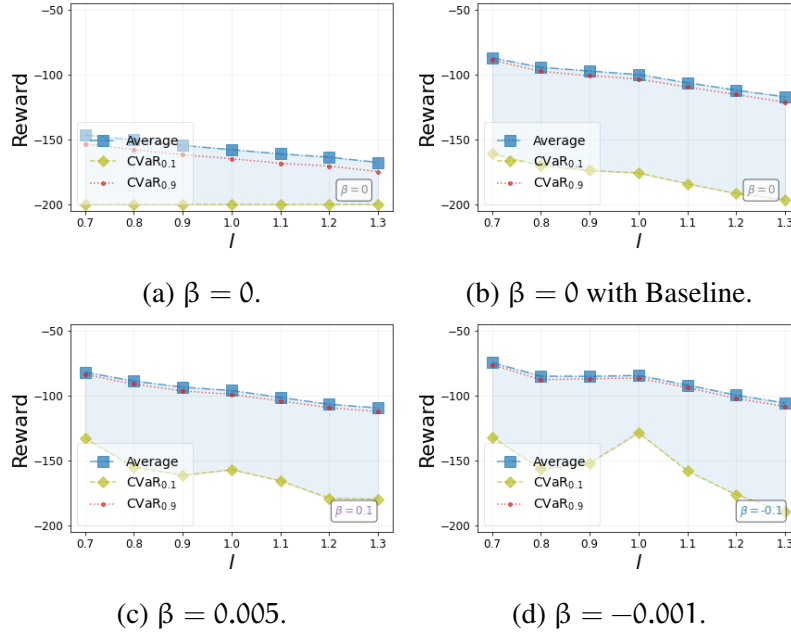 −50
−100
−150
−200
Reward
Average
CVaR0.1
CVaR0.9
β = 0
0.7 0.8 0.9 1.0 1.1 1.2 1.3
l
(a) β = 0.
−50
−100
−150
−200
Reward
Average
CVaR0.1
CVaR0.9
β = 0
0.7 0.8 0.9 1.0 1.1 1.2 1.3
l
(b) β = 0 with Baseline.
−50
−100
−150
−200
Reward
Average
CVaR0.1
CVaR0.9
β = 0.1
0.7 0.8 0.9 1.0 1.1 1.2 1.3
l
(c) β = 0.005.
−50
−100
−150
−200
Reward
Average
CVaR0.1
CVaR0.9
β = -0.1
0.7 0.8 0.9 1.0 1.1 1.2 1.3
l
(d) β = −0.001.